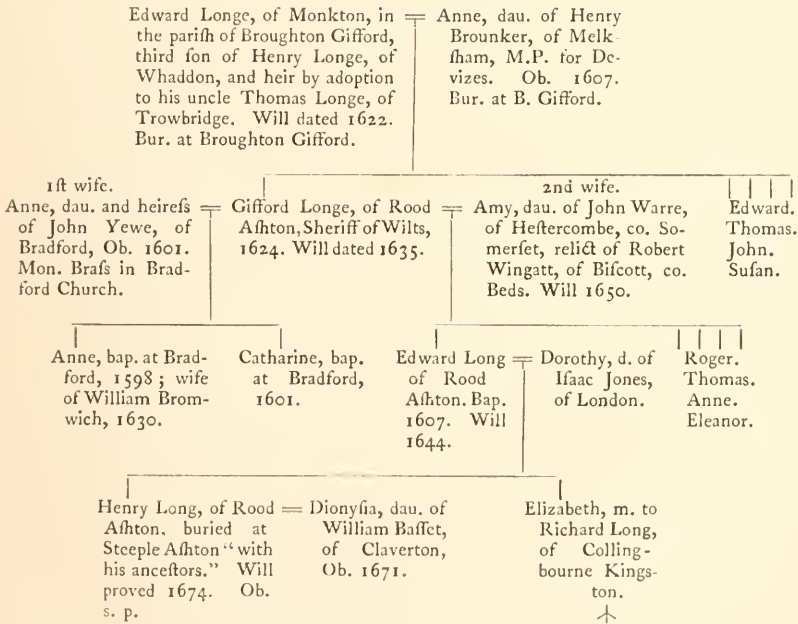 Edward Longe, of Monkton, in
the pariſh of Broughton Gifford,
third ſon of Henry Longe, of
Whaddon, and heir by adoption
to his uncle Thomas Longe, of
Trowbridge. Will dated 1622.
Bur. at Broughton Gifford.
Anne, dau. of Henry
Brounker, of Melk-
ſham, M.P. for De-
vizes. Ob. 1607.
Bur. at B. Gifford.
1ſt wife.
Anne, dau. and heireſs
of John Yewe, of
Bradford, Ob. 1601.
Mon. Braſs in Brad-
ford Church.
Gifford Longe, of Rood
Aſhton, Sheriff of Wilts,
1624. Will dated 1635.
2nd wife.
Amy, dau. of John Warre,
of Heſtercombe, co. So-
merſet, relict of Robert
Wingatt, of Biſcott, co.
Beds. Will 1650.
Edward.
Thomas.
John.
Suſan.
Anne, bap. at Brad-
ford, 1598 ; wife
of William Brom-
wich, 1630.
Catharine, bap.
at Bradford,
1601.
Edward Long
of Rood
Aſhton. Bap.
1607. Will
1644.
Dorothy, d. of
Iſaac Jones,
of London.
Roger.
Thomas.
Anne.
Eleanor.
Henry Long, of Rood
Aſhton, buried at
Steeple Aſhton “ with
his anceſtors.” Will
proved 1674. Ob.
s. p.
Dionyſia, dau. of
William Baſſet,
of Claverton,
Ob. 1671.
Elizabeth, m. to
Richard Long,
of Colling-
bourne Kingſ-
ton.